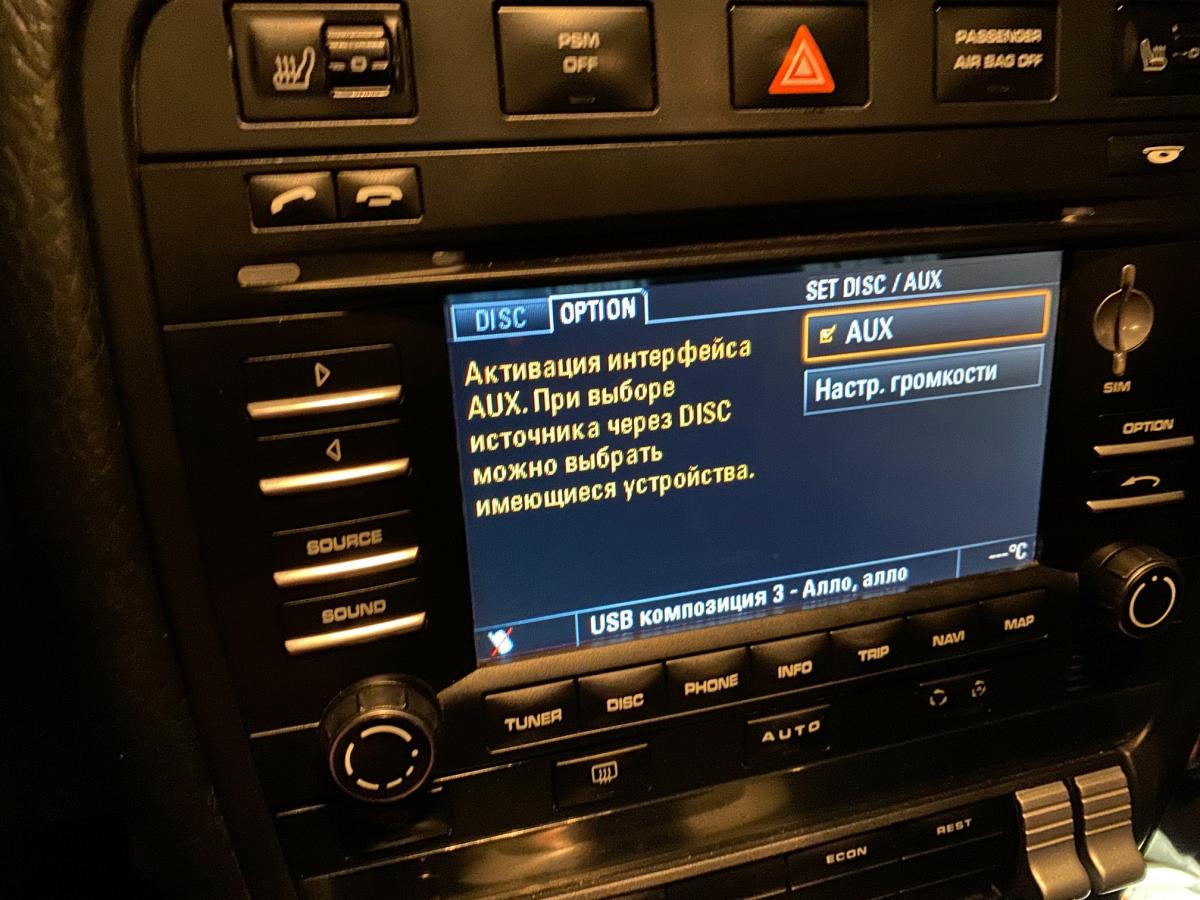 PSM
OFF
PASSENGER
AIR BAG OFF
DISC
OPTION
SET DISC / AUX
Активация интерфейса
AUX. При выборе
источника через DISC
можно выбрать
имеющиеся устройства.
AUX
Настр. громкости
USB композиция 3 - Алло, алло
---°C
SIM
OPTION
SOURCE
SOUND
TUNER
DISC
PHONE
INFO
TRIP
NAVI
MAP
AUTO
ECON
REST